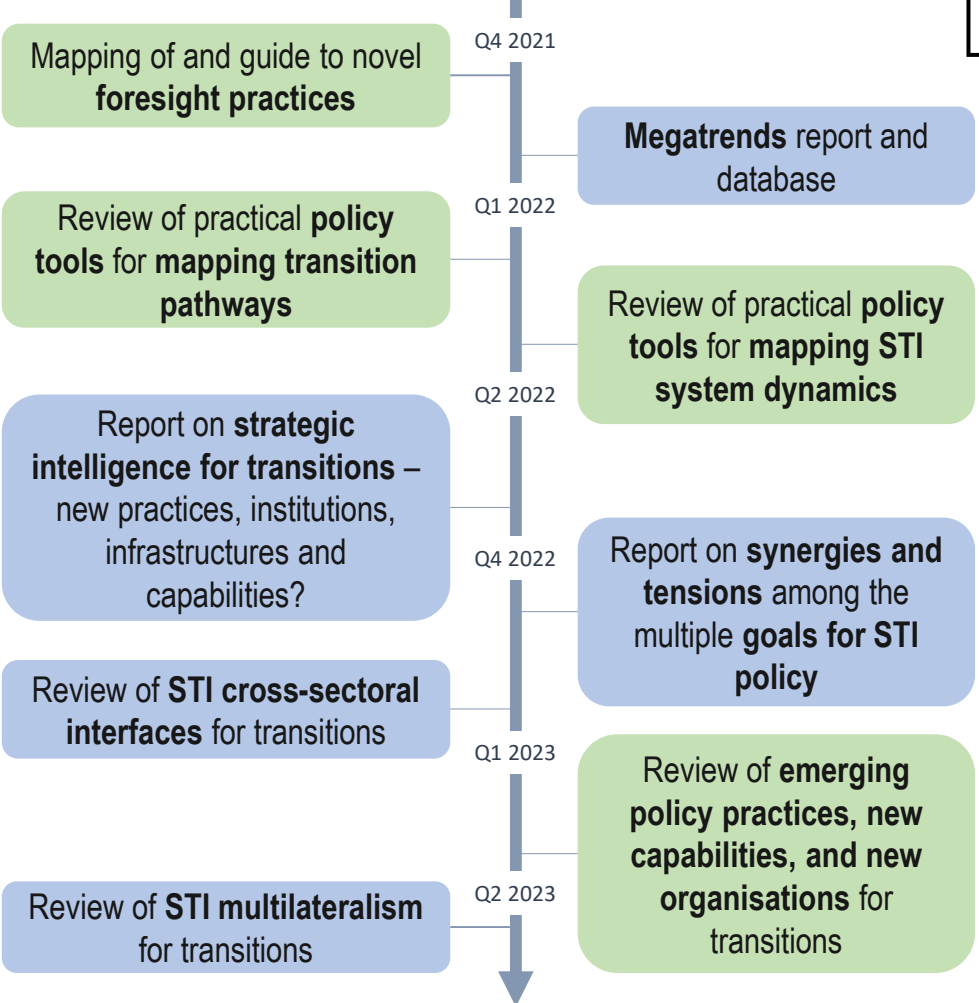 Q4 2021
Mapping of and guide to novel
foresight practices
Megatrends report and
database
Q1 2022
Review of practical policy
tools for mapping transition
pathways
Review of practical policy
tools for mapping STI
system dynamics
Q2 2022
Report on strategic
intelligence for transitions –
new practices, institutions,
infrastructures and
capabilities?
Q4 2022
Report on synergies and
tensions among the
multiple goals for STI
policy
Review of STI cross-sectoral
interfaces for transitions
Q1 2023
Review of emerging
policy practices, new
capabilities, and new
organisations for
transitions
Q2 2023
Review of STI multilateralism
for transitions